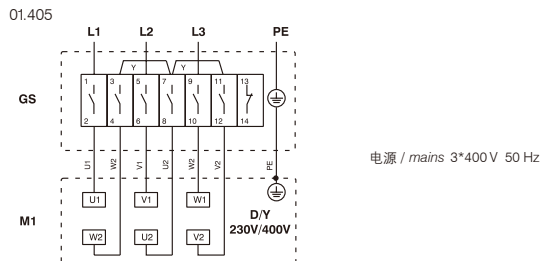 01.405
L1 L2 L3 PE
Y Y
1 3 5 7 9 11 13
GS
2 4 6 8 10 12 14
U1 W2 V1 U2 W2 V2 PE
电源 / mains 3*400 V 50 Hz
U1 V1 W1
M1
D/Y
230V/400V
W2 U2 V2